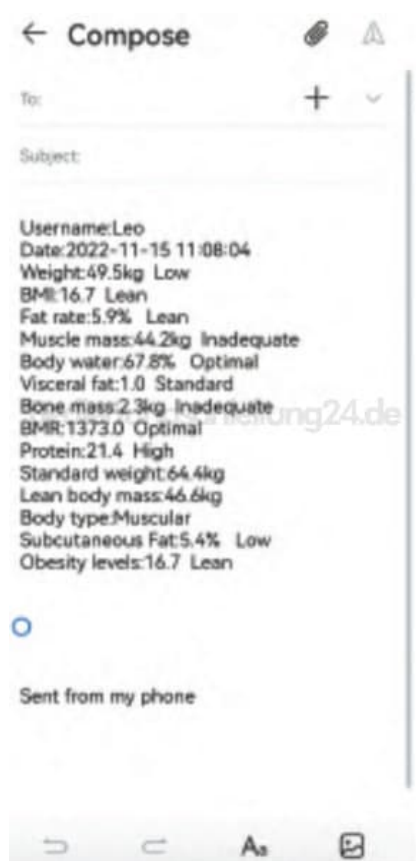 Compose
To:
Subject:
Username:Leo
Date:2022-11-15 11:08:04
Weight:49.5kg Low
BMI:16.7 Lean
Fat rate:5.9% Lean
Muscle mass:44.2kg Inadequate
Body water:67.8% Optimal
Visceral fat:1.0 Standard
Bone mass:2.3kg Inadequate
BMR:1373.0 Optimal
Protein:21.4 High
Standard weight:64.4kg
Lean body mass:46.6kg
Body type:Muscular
Subcutaneous Fat:5.4% Low
Obesity levels:16.7 Lean
Sent from my phone
Aa